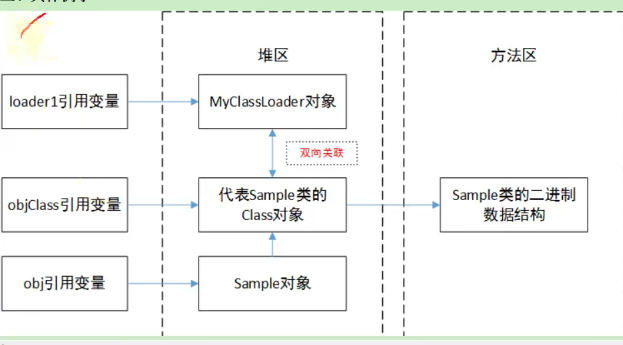 堆区
方法区
loader1引用变量
MyClassLoader对象
双向关联
objClass引用变量
代表Sample类的
Class对象
Sample类的二进制
数据结构
obj引用变量
Sample对象